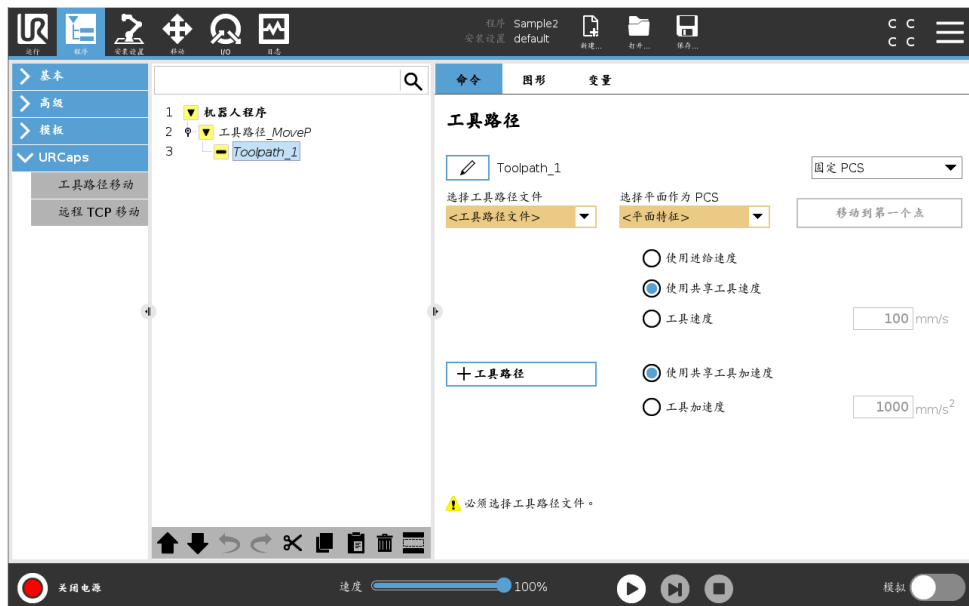 UR
运行
程序
安装设置
移动
I/O
日志
程序 Sample2
安装设置 default
新建...
打开...
保存...
C C
C C
基本
高级
模板
URCaps
工具路径移动
远程 TCP 移动
1 机器人程序
2 工具路径_MoveP
3 Toolpath_1
命令 图形 变量
工具路径
Toolpath_1
固定 PCS
选择工具路径文件
<工具路径文件>
选择平面作为 PCS
<平面特征>
移动到第一个点
使用进给速度
使用共享工具速度
工具速度 100 mm/s
工具路径
使用共享工具加速度
工具加速度 1000 mm/s²
必须选择工具路径文件。
关闭电源
速度 100%
模拟